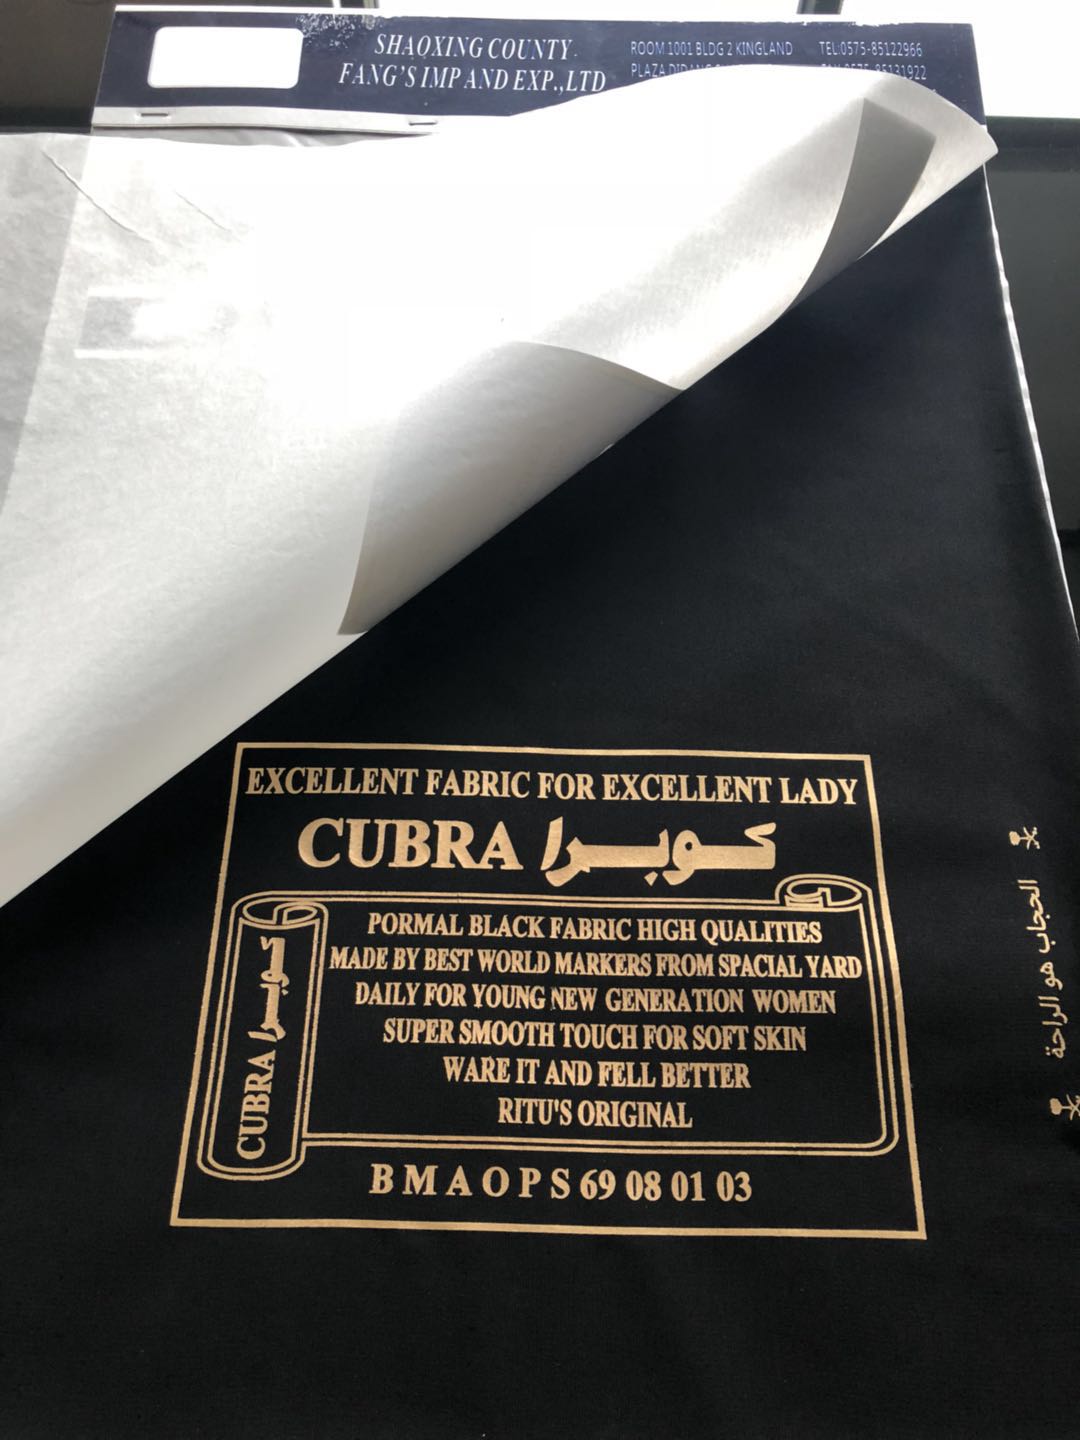 SHAOXING COUNTY
FANG'S IMP AND EXP.,LTD
ROOM 1001 BLDG 2 KINGLAND
PLAZA
TEL:0575-85122966
0575-85131922
EXCELLENT FABRIC FOR EXCELLENT LADY
CUBRA كوبرا
PORMAL BLACK FABRIC HIGH QUALITIES
MADE BY BEST WORLD MARKERS FROM SPACIAL YARD
DAILY FOR YOUNG NEW GENERATION WOMEN
SUPER SMOOTH TOUCH FOR SOFT SKIN
WARE IT AND FELL BETTER
RITU'S ORIGINAL
CUBRA كوبرا
B M A O P S 69 08 01 03
الحجاب هو الراحة